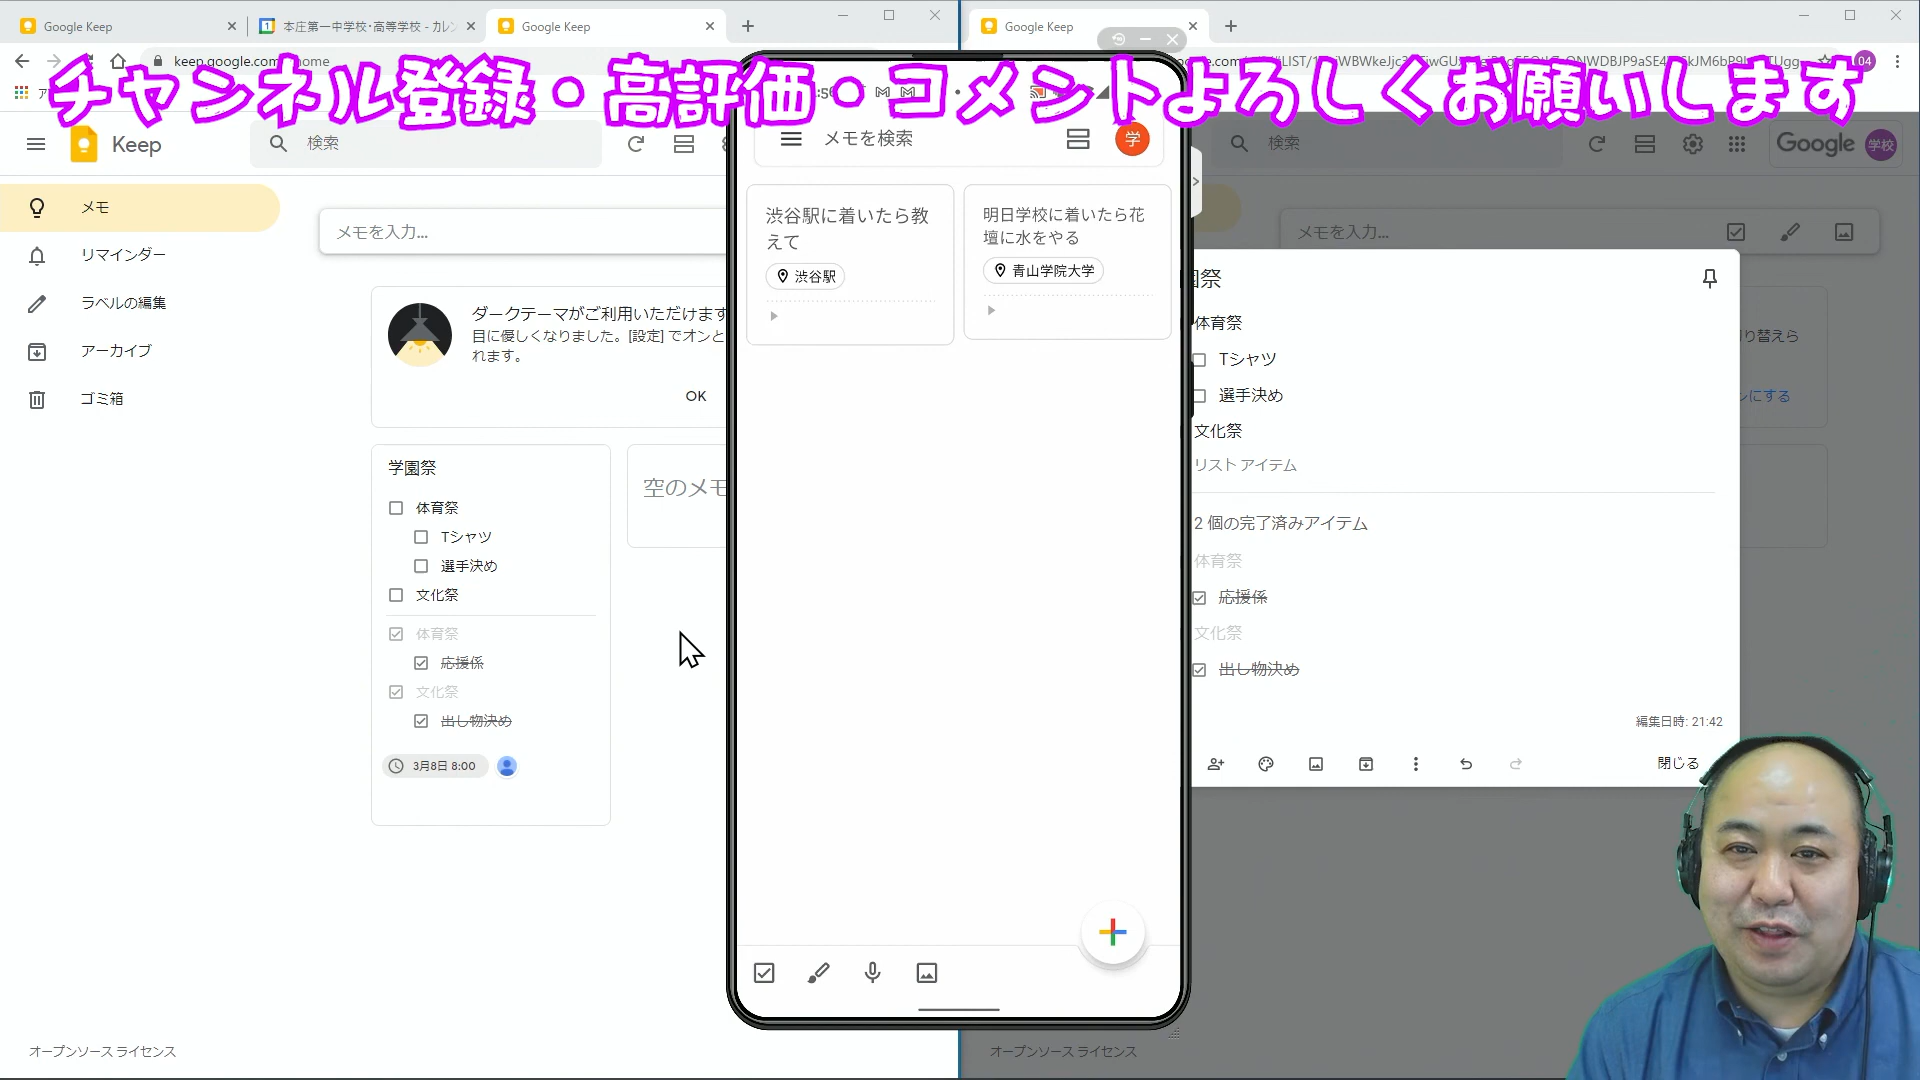 Google Keep
本庄第一中学校・高等学校 - カレン
Google Keep
Google Keep
keep.google.com
チャンネル登録・高評価・コメントよろしくお願いします
Keep
検索
メモ
リマインダー
ラベルの編集
アーカイブ
ゴミ箱
メモを入力...
ダークテーマがご利用いただけます
目に優しくなりました。[設定] でオンと
れます。
OK
学園祭
体育祭
Tシャツ
選手決め
文化祭
体育祭
応援係
文化祭
出し物決め
3月8日 8:00
空のメモ
オープンソース ライセンス
メモを検索
学
渋谷駅に着いたら教
えて
渋谷駅
明日学校に着いたら花
壇に水をやる
青山学院大学
検索
Google
学校
04
メモを入力...
り替えら
ンにする
園祭
体育祭
Tシャツ
選手決め
文化祭
リスト アイテム
2 個の完了済みアイテム
体育祭
応援係
文化祭
出し物決め
編集日時: 21:42
閉じる
オープンソース ライセンス